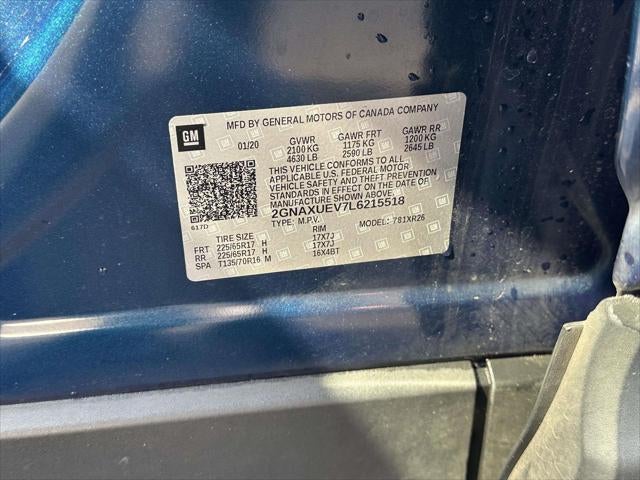 MFD BY GENERAL MOTORS OF CANADA COMPANY
GM
01/20 GVWR GAWR FRT GAWR RR
2100 KG 1175 KG 1200 KG
4630 LB 2590 LB 2645 LB
THIS VEHICLE CONFORMS TO ALL
APPLICABLE U.S. FEDERAL MOTOR
VEHICLE SAFETY AND THEFT PREVENTION
STANDARDS IN EFFECT ON THE DATE OF
MANUFACTURE SHOWN ABOVE.
2GNAXUEV7L6215518
617D TYPE: M.P.V. MODEL: 781XR26
TIRE SIZE RIM
FRT 225/65R17 H 17X7J
RR 225/65R17 H 17X7J
SPA T135/70R16 M 16X4BT